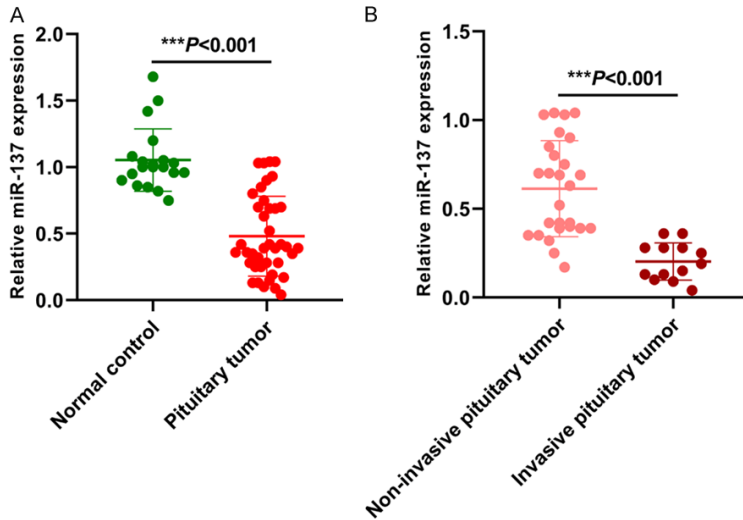 A
Relative miR-137 expression
2.0
1.5
1.0
0.5
0.0
***P<0.001
Normal control
Pituitary tumor
B
Relative miR-137 expression
1.5
1.0
0.5
0.0
***P<0.001
Non-invasive pituitary tumor
Invasive pituitary tumor